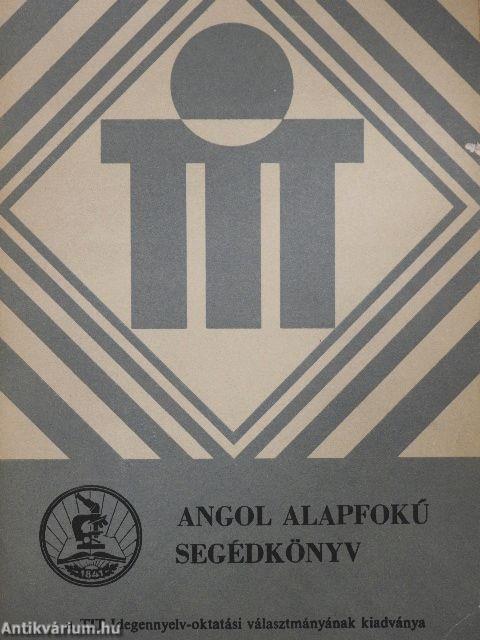 TIT
1841
ANGOL ALAPFOKÚ
SEGÉDKÖNYV
a TIT Idegennyelv-oktatási választmányának kiadványa
Antikvárium.hu